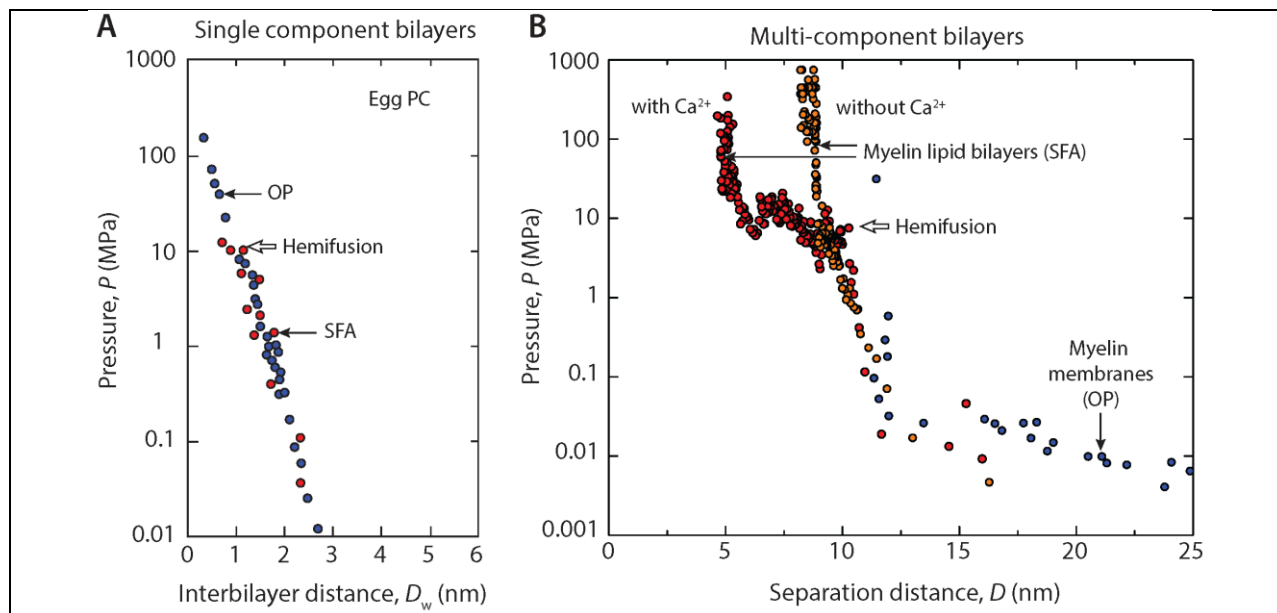 A Single component bilayers
1000
100
10
1
0.1
0.01
Pressure, P (MPa)
Egg PC
OP
Hemifusion
SFA
0 1 2 3 4 5 6
Interbilayer distance, D_w (nm)
B Multi-component bilayers
1000
100
10
1
0.1
0.01
0.001
Pressure, P (MPa)
with Ca²⁺
without Ca²⁺
Myelin lipid bilayers (SFA)
Hemifusion
Myelin
membranes
(OP)
0 5 10 15 20 25
Separation distance, D (nm)